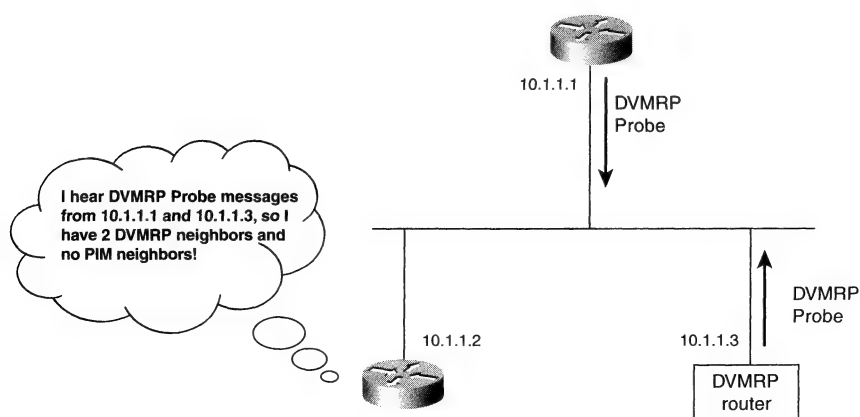 10.1.1.1
DVMRP
Probe
I hear DVMRP Probe messages
from 10.1.1.1 and 10.1.1.3, so I
have 2 DVMRP neighbors and
no PIM neighbors!
10.1.1.2
10.1.1.3
DVMRP
Probe
DVMRP
router